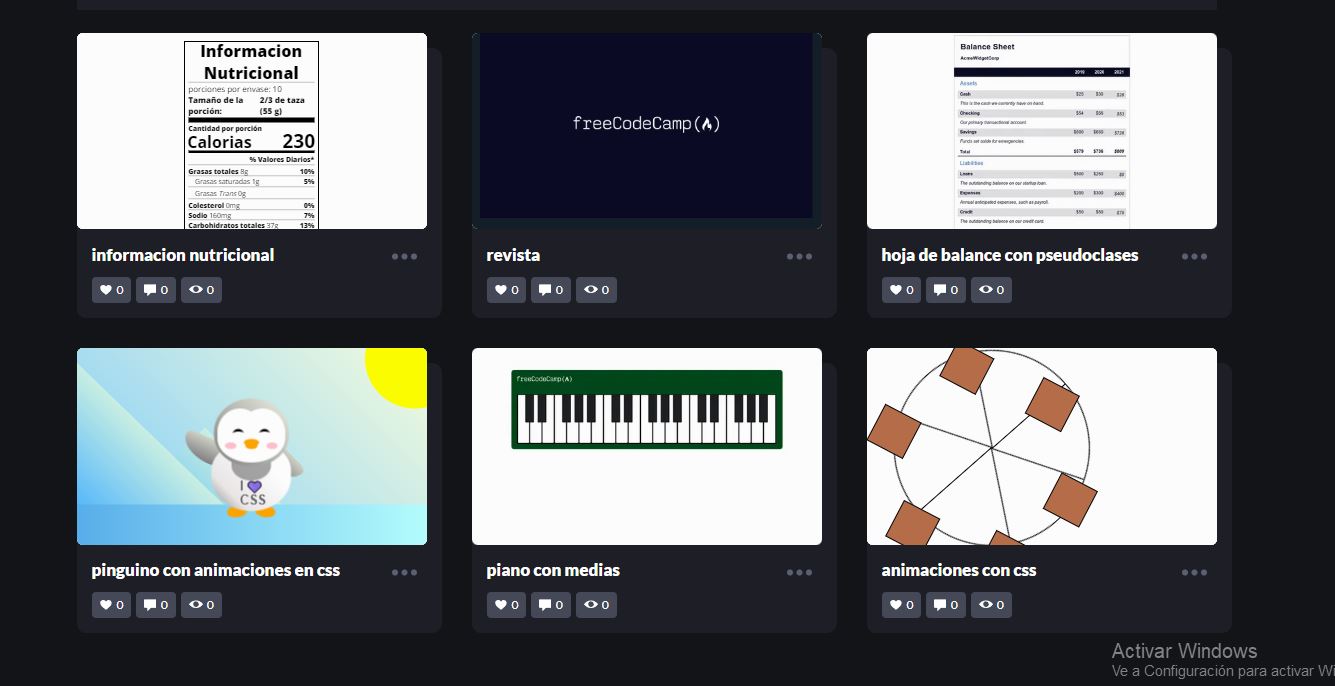 Informacion
Nutricional
porciones por envase: 10
Tamaño de la porción: 2/3 de taza (55 g)
Cantidad por porción
Calorias 230
% Valores Diarios*
Grasas totales 8g 10%
Grasas saturadas 1g 5%
Grasas Trans 0g
Colesterol 0mg 0%
Sodio 160mg 7%
Carbohidratos totales 37g 13%
informacion nutricional
0 0 0
freeCodeCamp
revista
0 0 0
Balance Sheet
AcmeWidgetCorp
2019 2020 2021
Assets
Cash $25 $30 $28
This is the cash we currently have on hand.
Checking $54 $56 $53
Our primary transactional account.
Savings $500 $650 $728
Funds set aside for emergencies.
Total $579 $736 $809
Liabilities
Loans $500 $250 $0
The outstanding balance on our startup loan.
Expenses $200 $300 $400
Annual anticipated expenses, such as payroll.
Credit $50 $50 $75
The outstanding balance on our credit card.
hoja de balance con pseudoclases
0 0 0
I
CSS
pinguino con animaciones en css
0 0 0
freeCodeCamp
piano con medias
0 0 0
animaciones con css
0 0 0
Activar Windows
Ve a Configuración para activar Wi